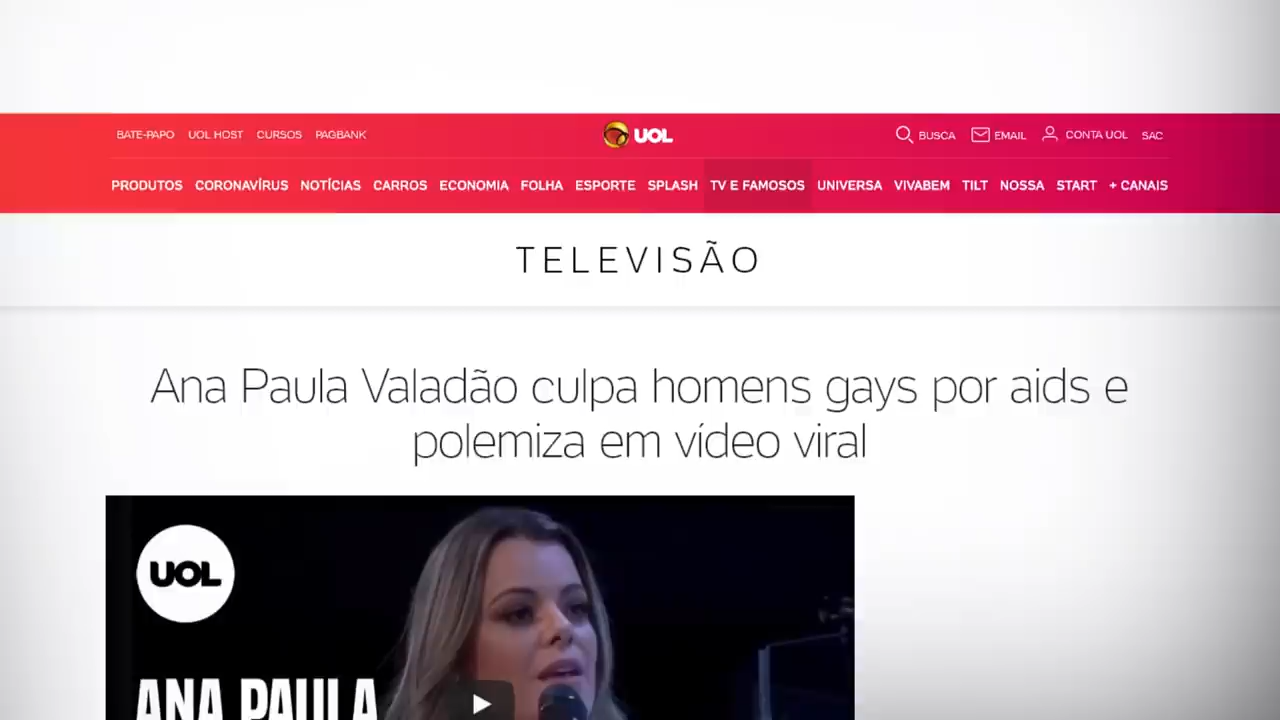 BATE-PAPO UOL HOST CURSOS PAGBANK UOL BUSCA EMAIL CONTA UOL SAC
PRODUTOS CORONAVÍRUS NOTÍCIAS CARROS ECONOMIA FOLHA ESPORTE SPLASH TV E FAMOSOS UNIVERSA VIVABEM TILT NOSSA START + CANAIS
TELEVISÃO
Ana Paula Valadão culpa homens gays por aids e
polemiza em vídeo viral
UOL
ANA PAULA